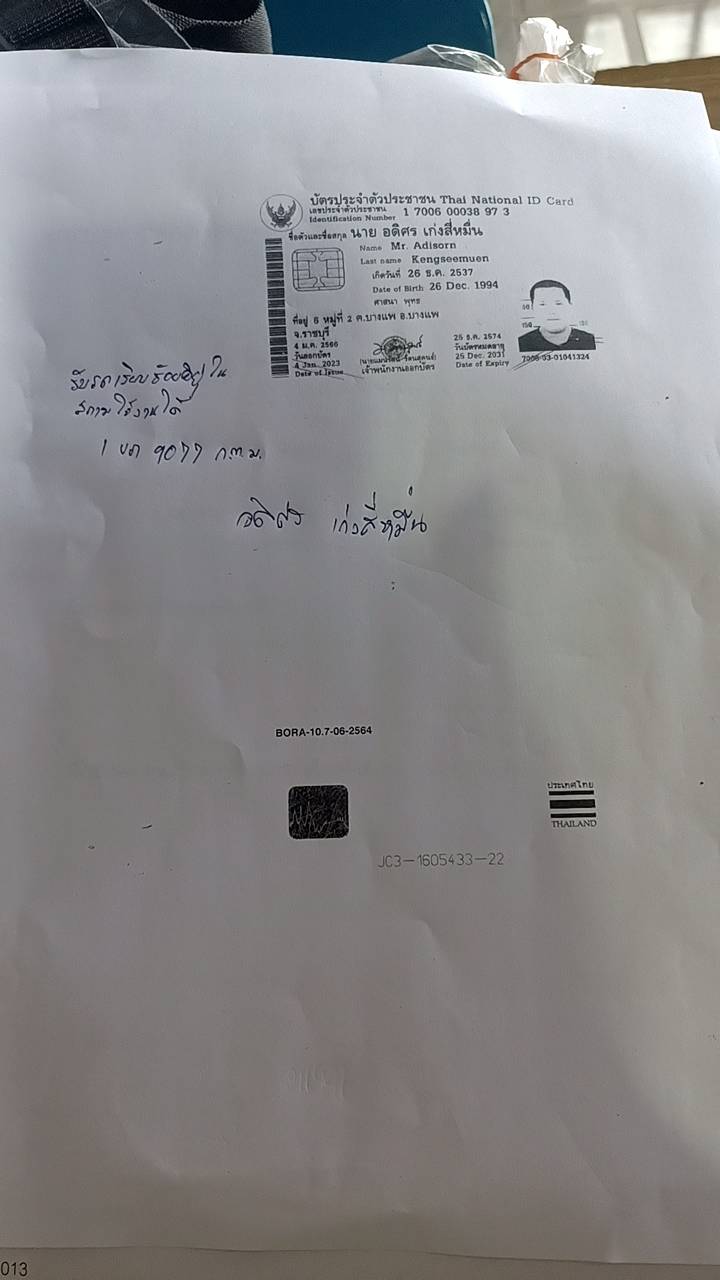 บัตรประจำตัวประชาชน Thai National ID Card
เลขประจำตัวประชาชน 1 7006 00038 97 3
Identification Number
ชื่อตัวและชื่อสกุล นาย อดิศร เก่งสี่หมื่น
Name Mr. Adisorn
Last name Kengseemuen
เกิดวันที่ 26 ธ.ค. 2537
Date of Birth 26 Dec. 1994
ศาสนา พุทธ
ที่อยู่ 6 หมู่ที่ 2 ต.บางแพ อ.บางแพ
จ.ราชบุรี
4 ม.ค. 2566
วันออกบัตร
4 Jan. 2023
Date of Issue
เจ้าพนักงานออกบัตร
25 ธ.ค. 2574
วันบัตรหมดอายุ
25 Dec. 2031
Date of Expiry
160
150
7006-03-01041324
รับรถเรียบร้อยอยู่ใน
สภาพใช้งานได้
1 ขก 9077 ก.ท.ม.
อดิศร เก่งสี่หมื่น
BORA-10.7-06-2564
ประเทศไทย
THAILAND
JC3-1605433-22
013